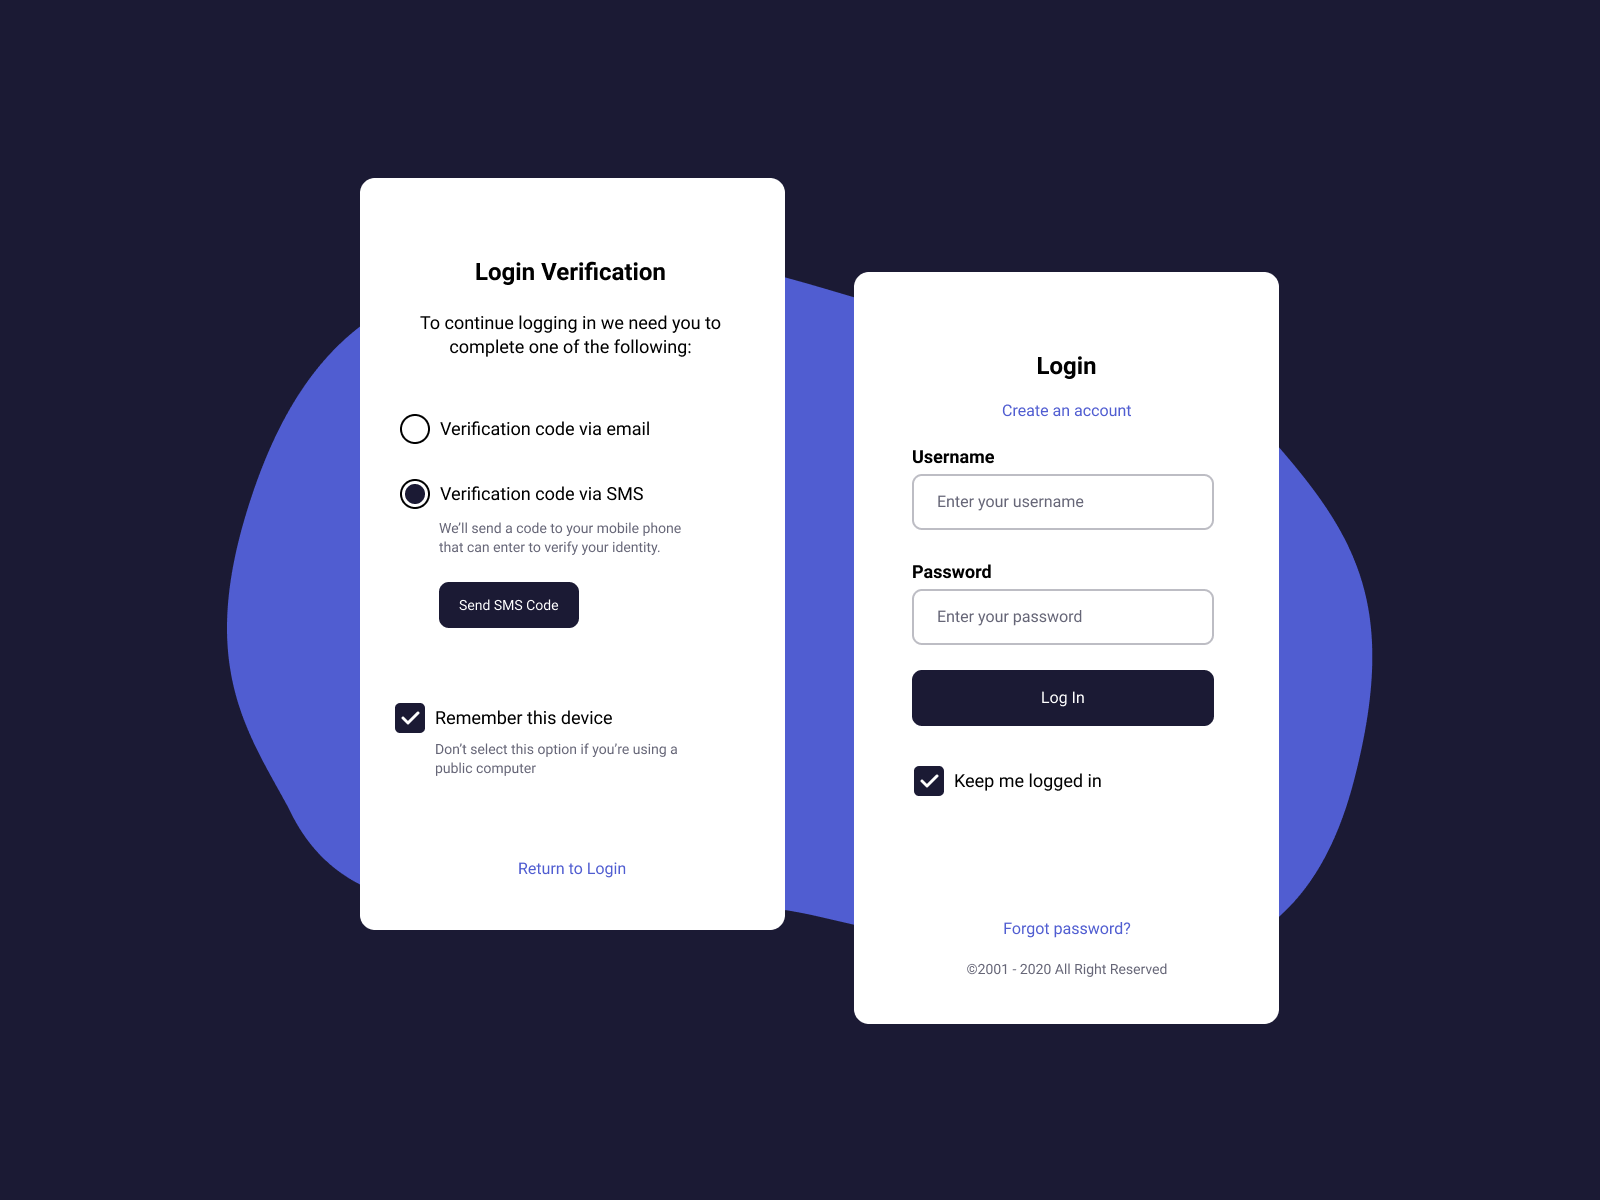 Login Verification
To continue logging in we need you to
complete one of the following:
Verification code via email
Verification code via SMS
We’ll send a code to your mobile phone
that can enter to verify your identity.
Send SMS Code
Remember this device
Don’t select this option if you’re using a
public computer
Return to Login
Login
Create an account
Username
Enter your username
Password
Enter your password
Log In
Keep me logged in
Forgot password?
©2001 - 2020 All Right Reserved